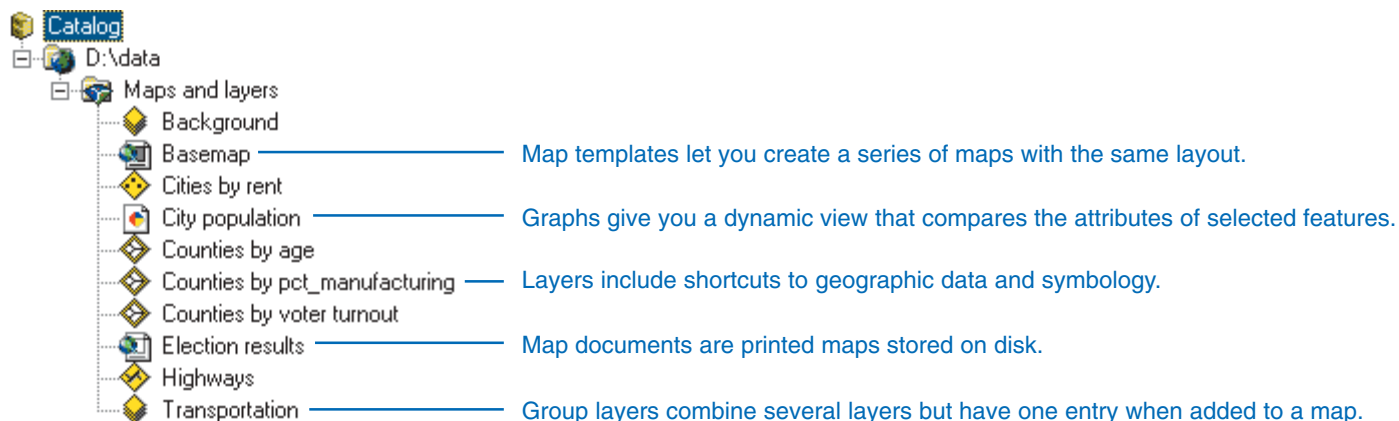 Catalog
D:\data
Maps and layers
Background
Basemap Map templates let you create a series of maps with the same layout.
Cities by rent
City population Graphs give you a dynamic view that compares the attributes of selected features.
Counties by age
Counties by pct_manufacturing Layers include shortcuts to geographic data and symbology.
Counties by voter turnout
Election results Map documents are printed maps stored on disk.
Highways
Transportation Group layers combine several layers but have one entry when added to a map.